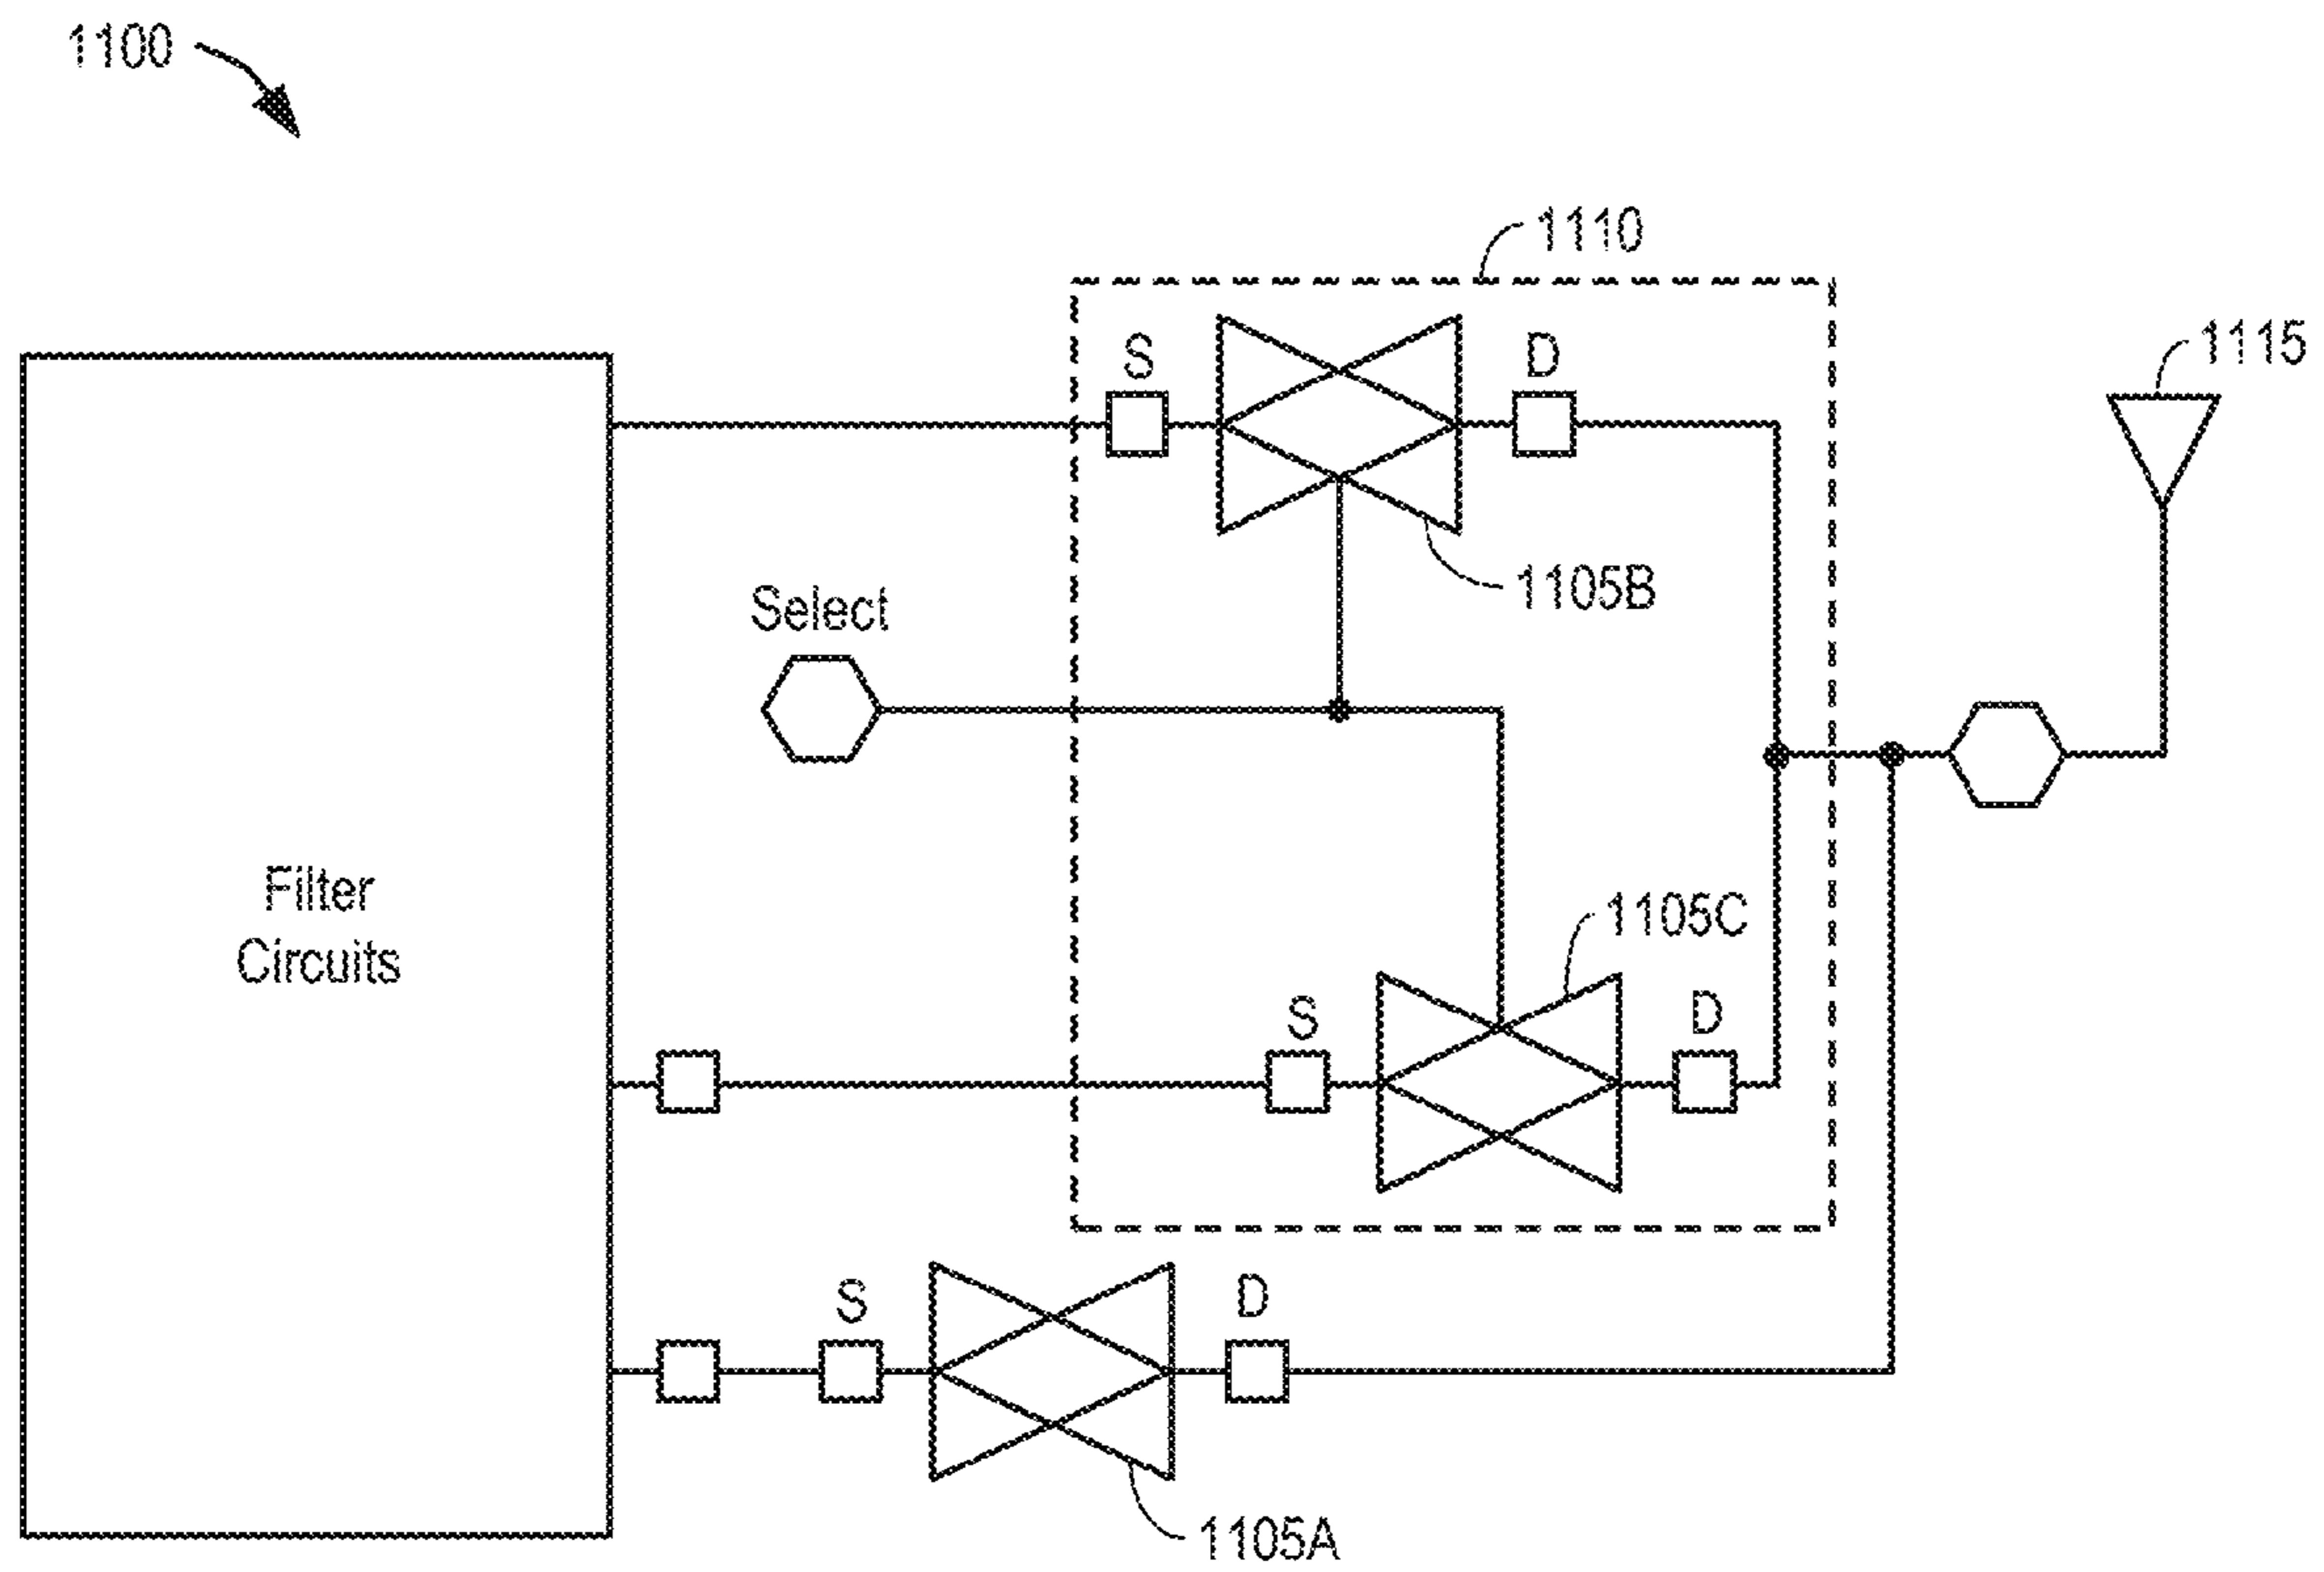 1100
1110
1115
S
D
1105B
Select
Filter
Circuits
1105C
S
D
S
D
1105A